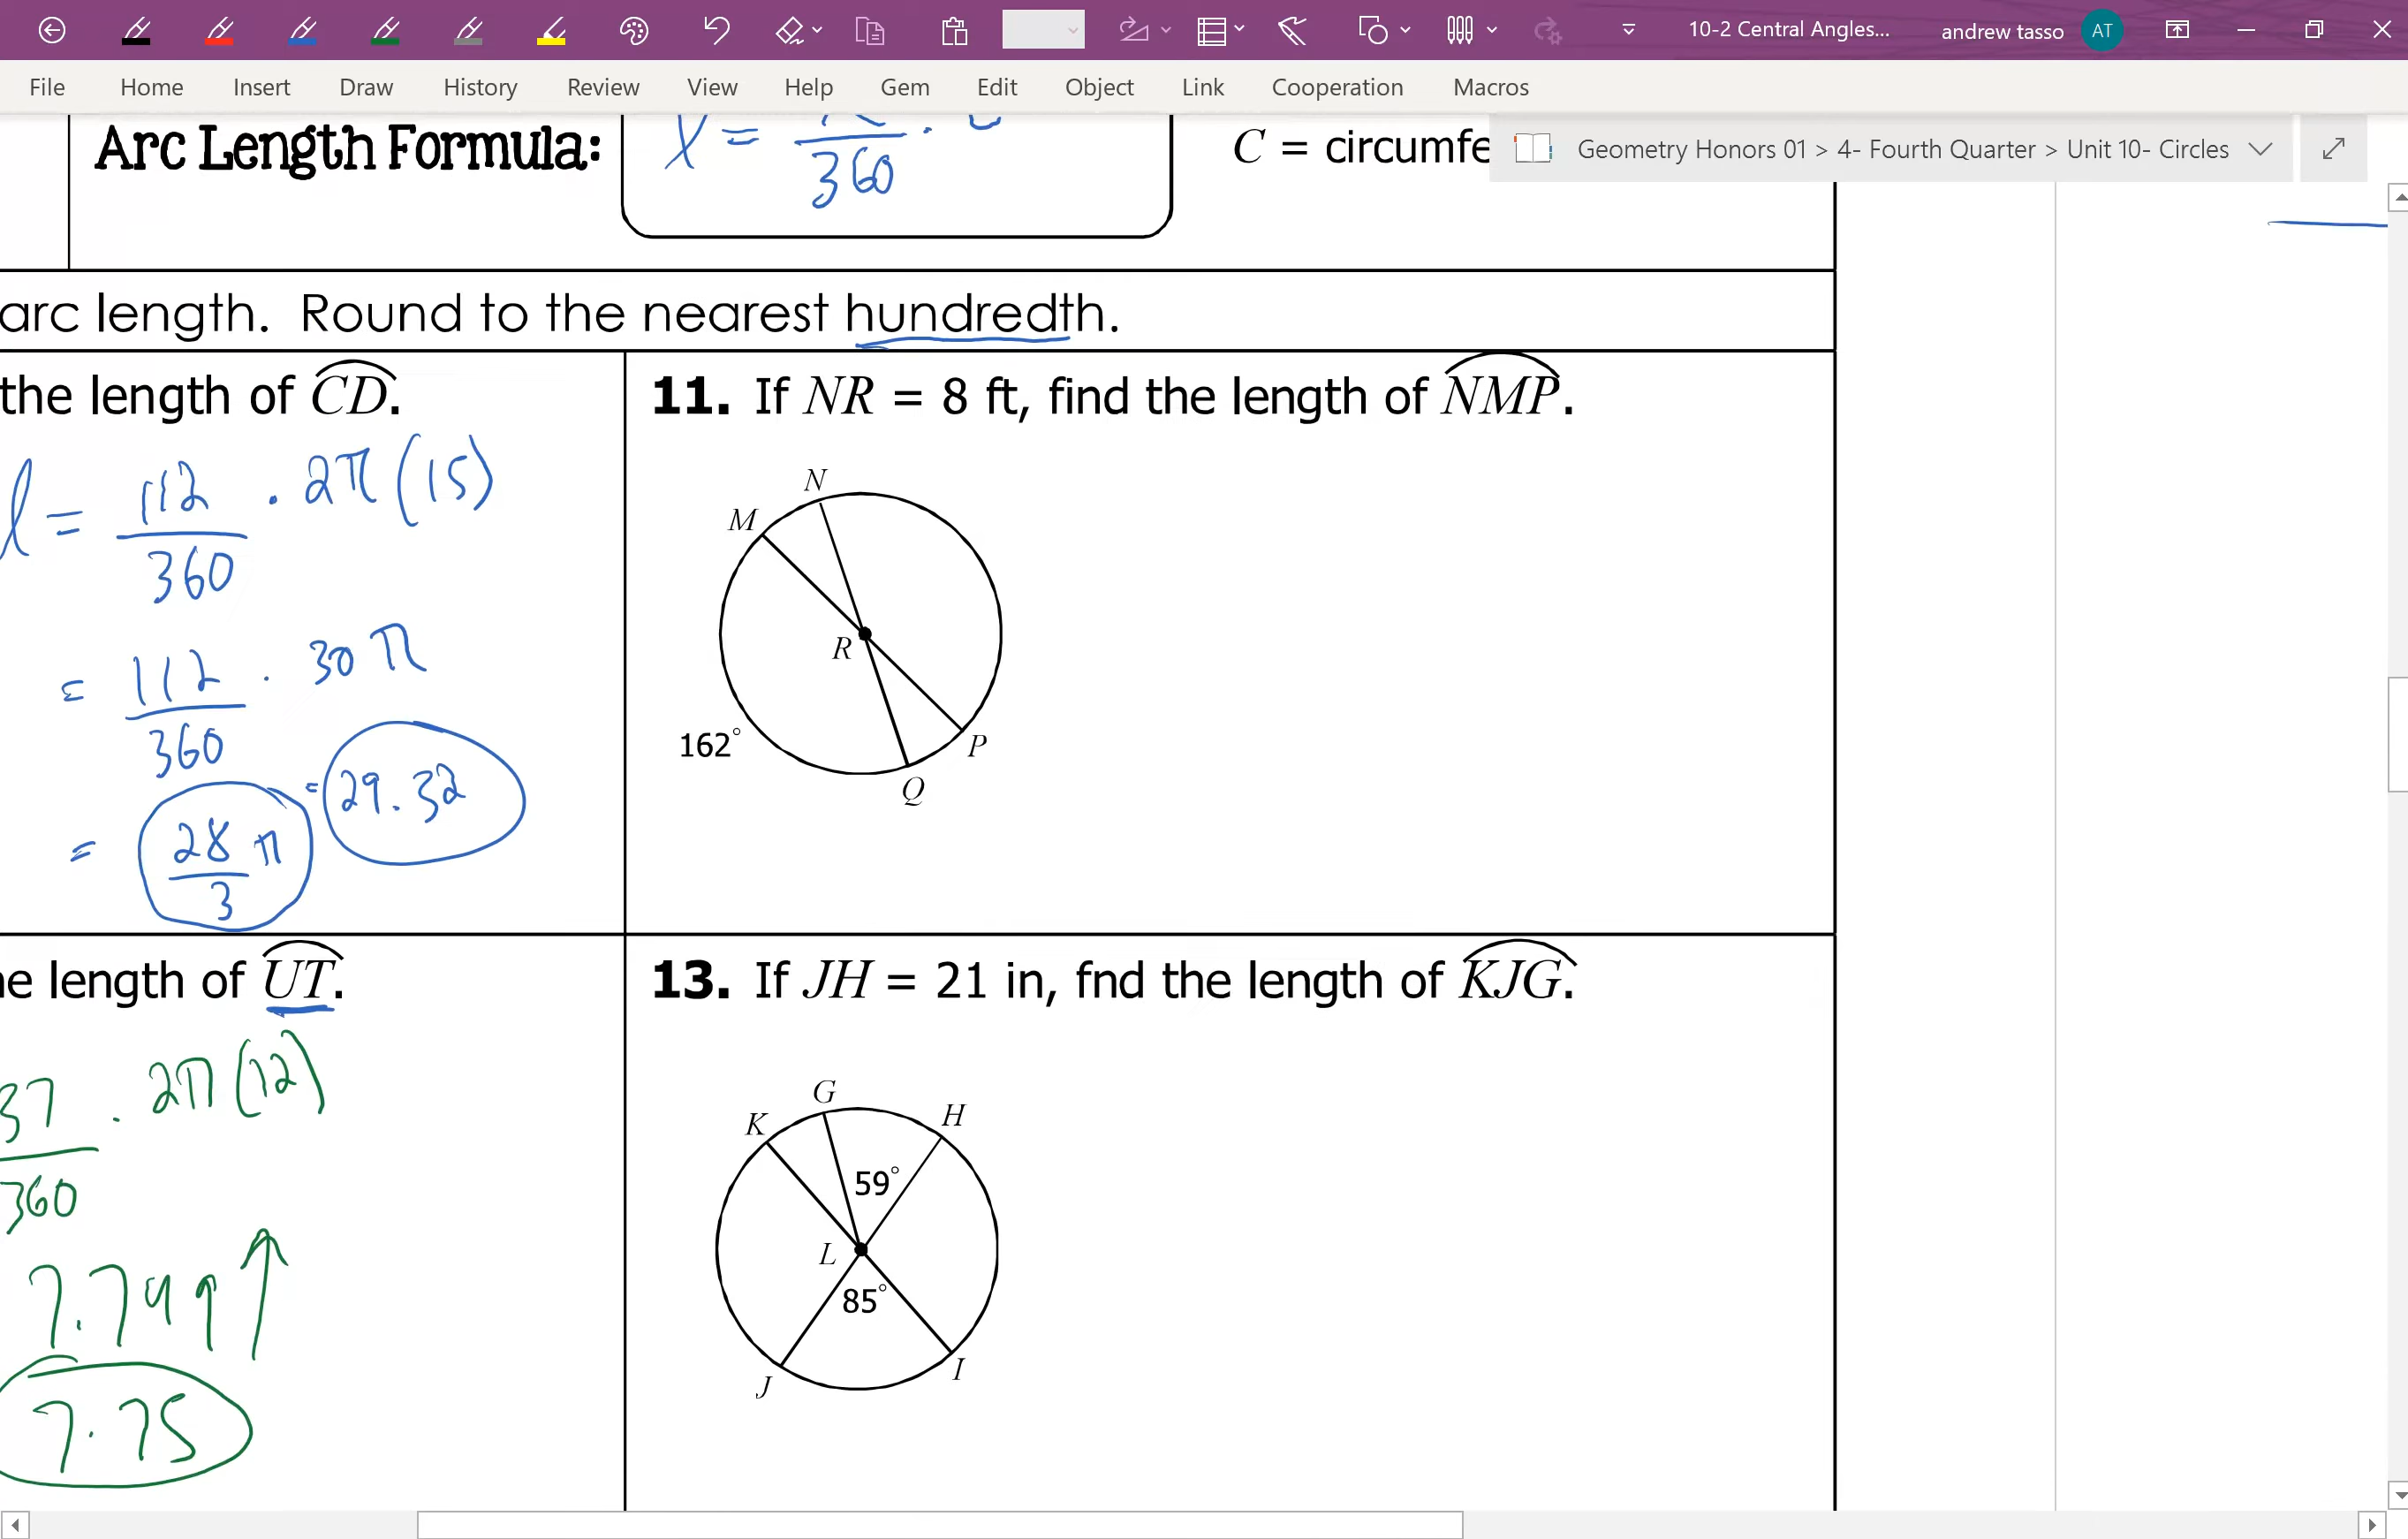 10-2 Central Angles...
andrew tasso
AT
File Home Insert Draw History Review View Help Gem Edit Object Link Cooperation Macros
Geometry Honors 01 > 4- Fourth Quarter > Unit 10- Circles
Arc Length Formula:
l = /360 ·
C = circumfe
arc length. Round to the nearest hundredth.
the length of CD.
l = 112/360 · 2π(15)
= 112/360 · 30π
= 28/3 π = 29.32
11. If NR = 8 ft, find the length of NMP.
N
M
R
162°
P
Q
e length of UT.
37/360 · 2π(12)
7.749
7.75
13. If JH = 21 in, fnd the length of KJG.
G
H
K
59°
L
85°
I
J